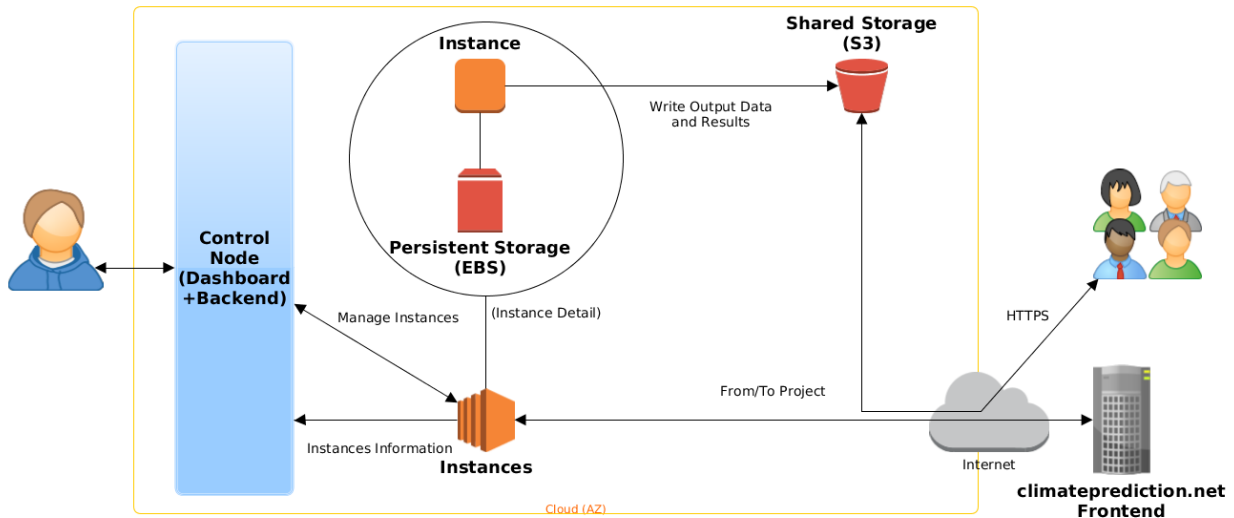 Instance
Shared Storage
(S3)
Write Output Data
and Results
Persistent Storage
(EBS)
Control
Node
(Dashboard
+Backend)
(Instance Detail)
Manage Instances
HTTPS
From/To Project
Instances Information
Instances
Internet
climateprediction.net
Frontend
Cloud (AZ)